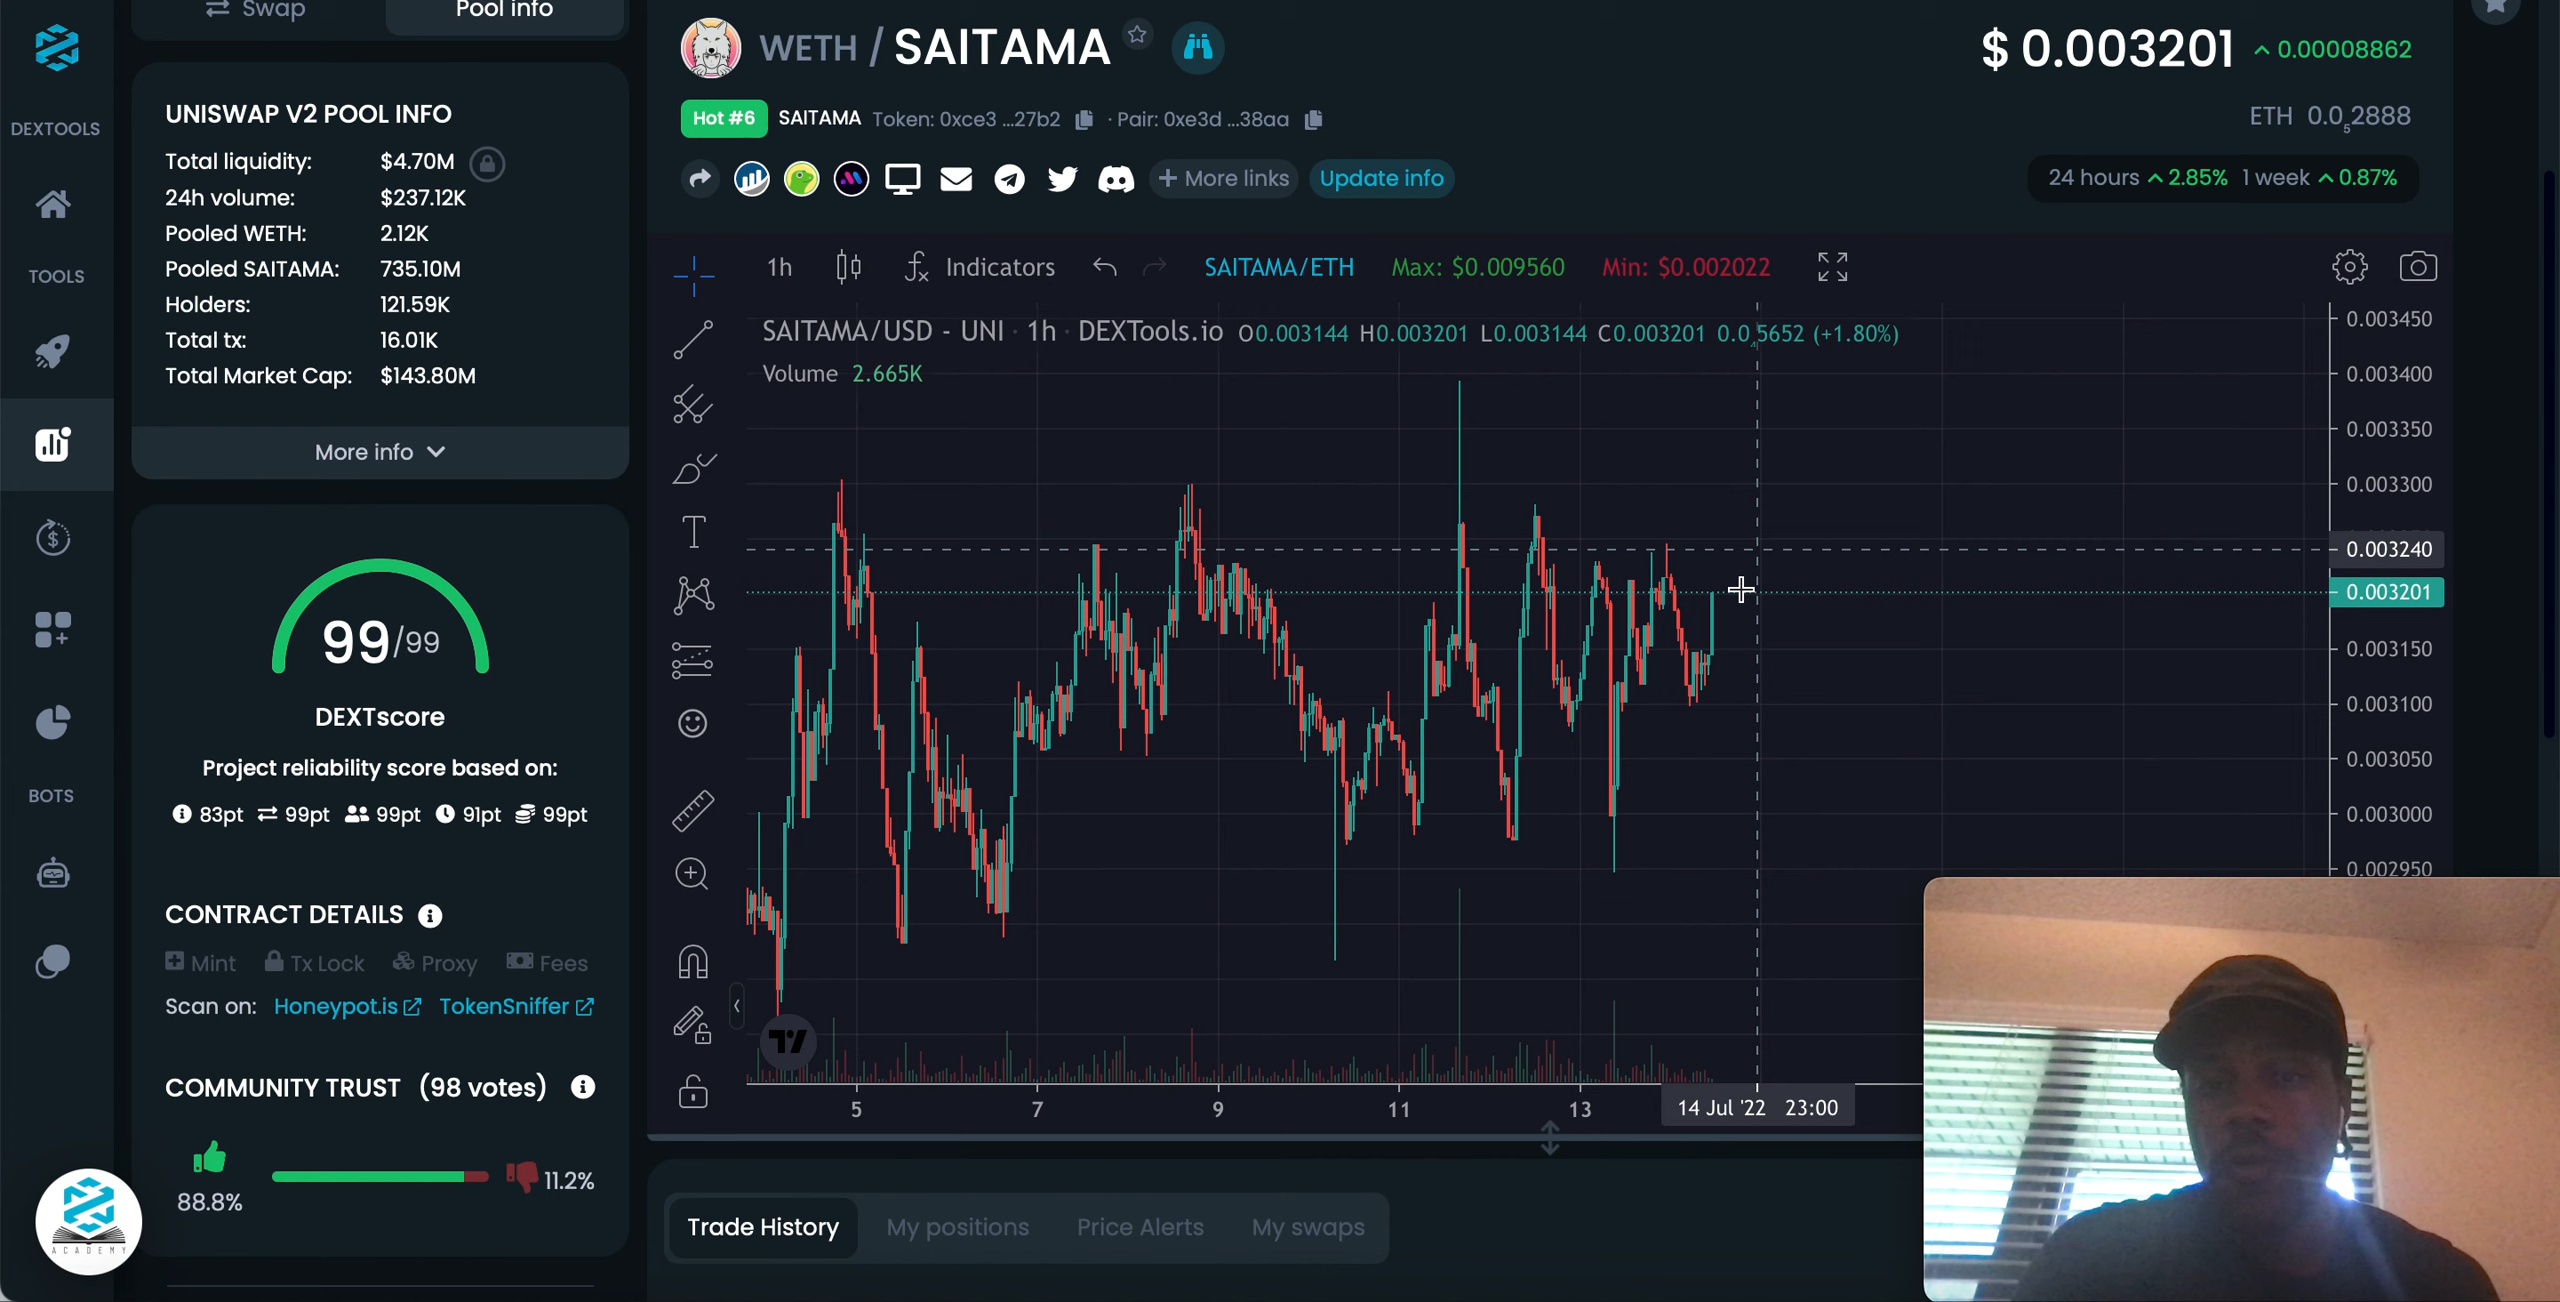 Swap
Pool info
DEXTOOLS
TOOLS
BOTS
UNISWAP V2 POOL INFO
Total liquidity: $4.70M
24h volume: $237.12K
Pooled WETH: 2.12K
Pooled SAITAMA: 735.10M
Holders: 121.59K
Total tx: 16.01K
Total Market Cap: $143.80M
More info
99/99
DEXTscore
Project reliability score based on:
83pt 99pt 99pt 91pt 99pt
CONTRACT DETAILS
Mint Tx Lock Proxy Fees
Scan on: Honeypot.is TokenSniffer
COMMUNITY TRUST (98 votes)
88.8%
11.2%
ACADEMY
WETH / SAITAMA
$ 0.003201 0.00008862
Hot #6 SAITAMA Token: 0xce3 ...27b2 · Pair: 0xe3d ...38aa
ETH 0.0₅2888
+ More links
Update info
24 hours 2.85% 1 week 0.87%
1h Indicators SAITAMA/ETH Max: $0.009560 Min: $0.002022
SAITAMA/USD - UNI · 1h · DEXTools.io O0.003144 H0.003201 L0.003144 C0.003201 0.0₄5652 (+1.80%)
Volume 2.665K
0.003450
0.003400
0.003350
0.003300
0.003240
0.003201
0.003150
0.003100
0.003050
0.003000
0.002950
5 7 9 11 13 14 Jul '22 23:00
Trade History My positions Price Alerts My swaps